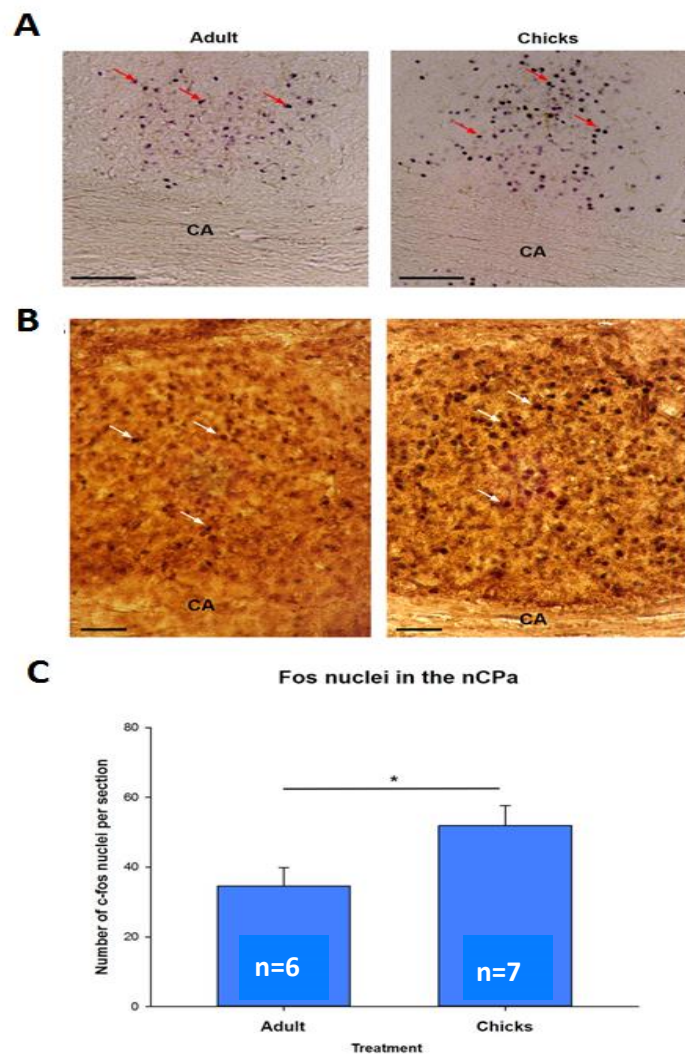 A
Adult
Chicks
CA
CA
B
CA
CA
C
Fos nuclei in the nCPa
Number of c-fos nuclei per section
80
60
40
20
0
*
n=6
n=7
Adult
Chicks
Treatment